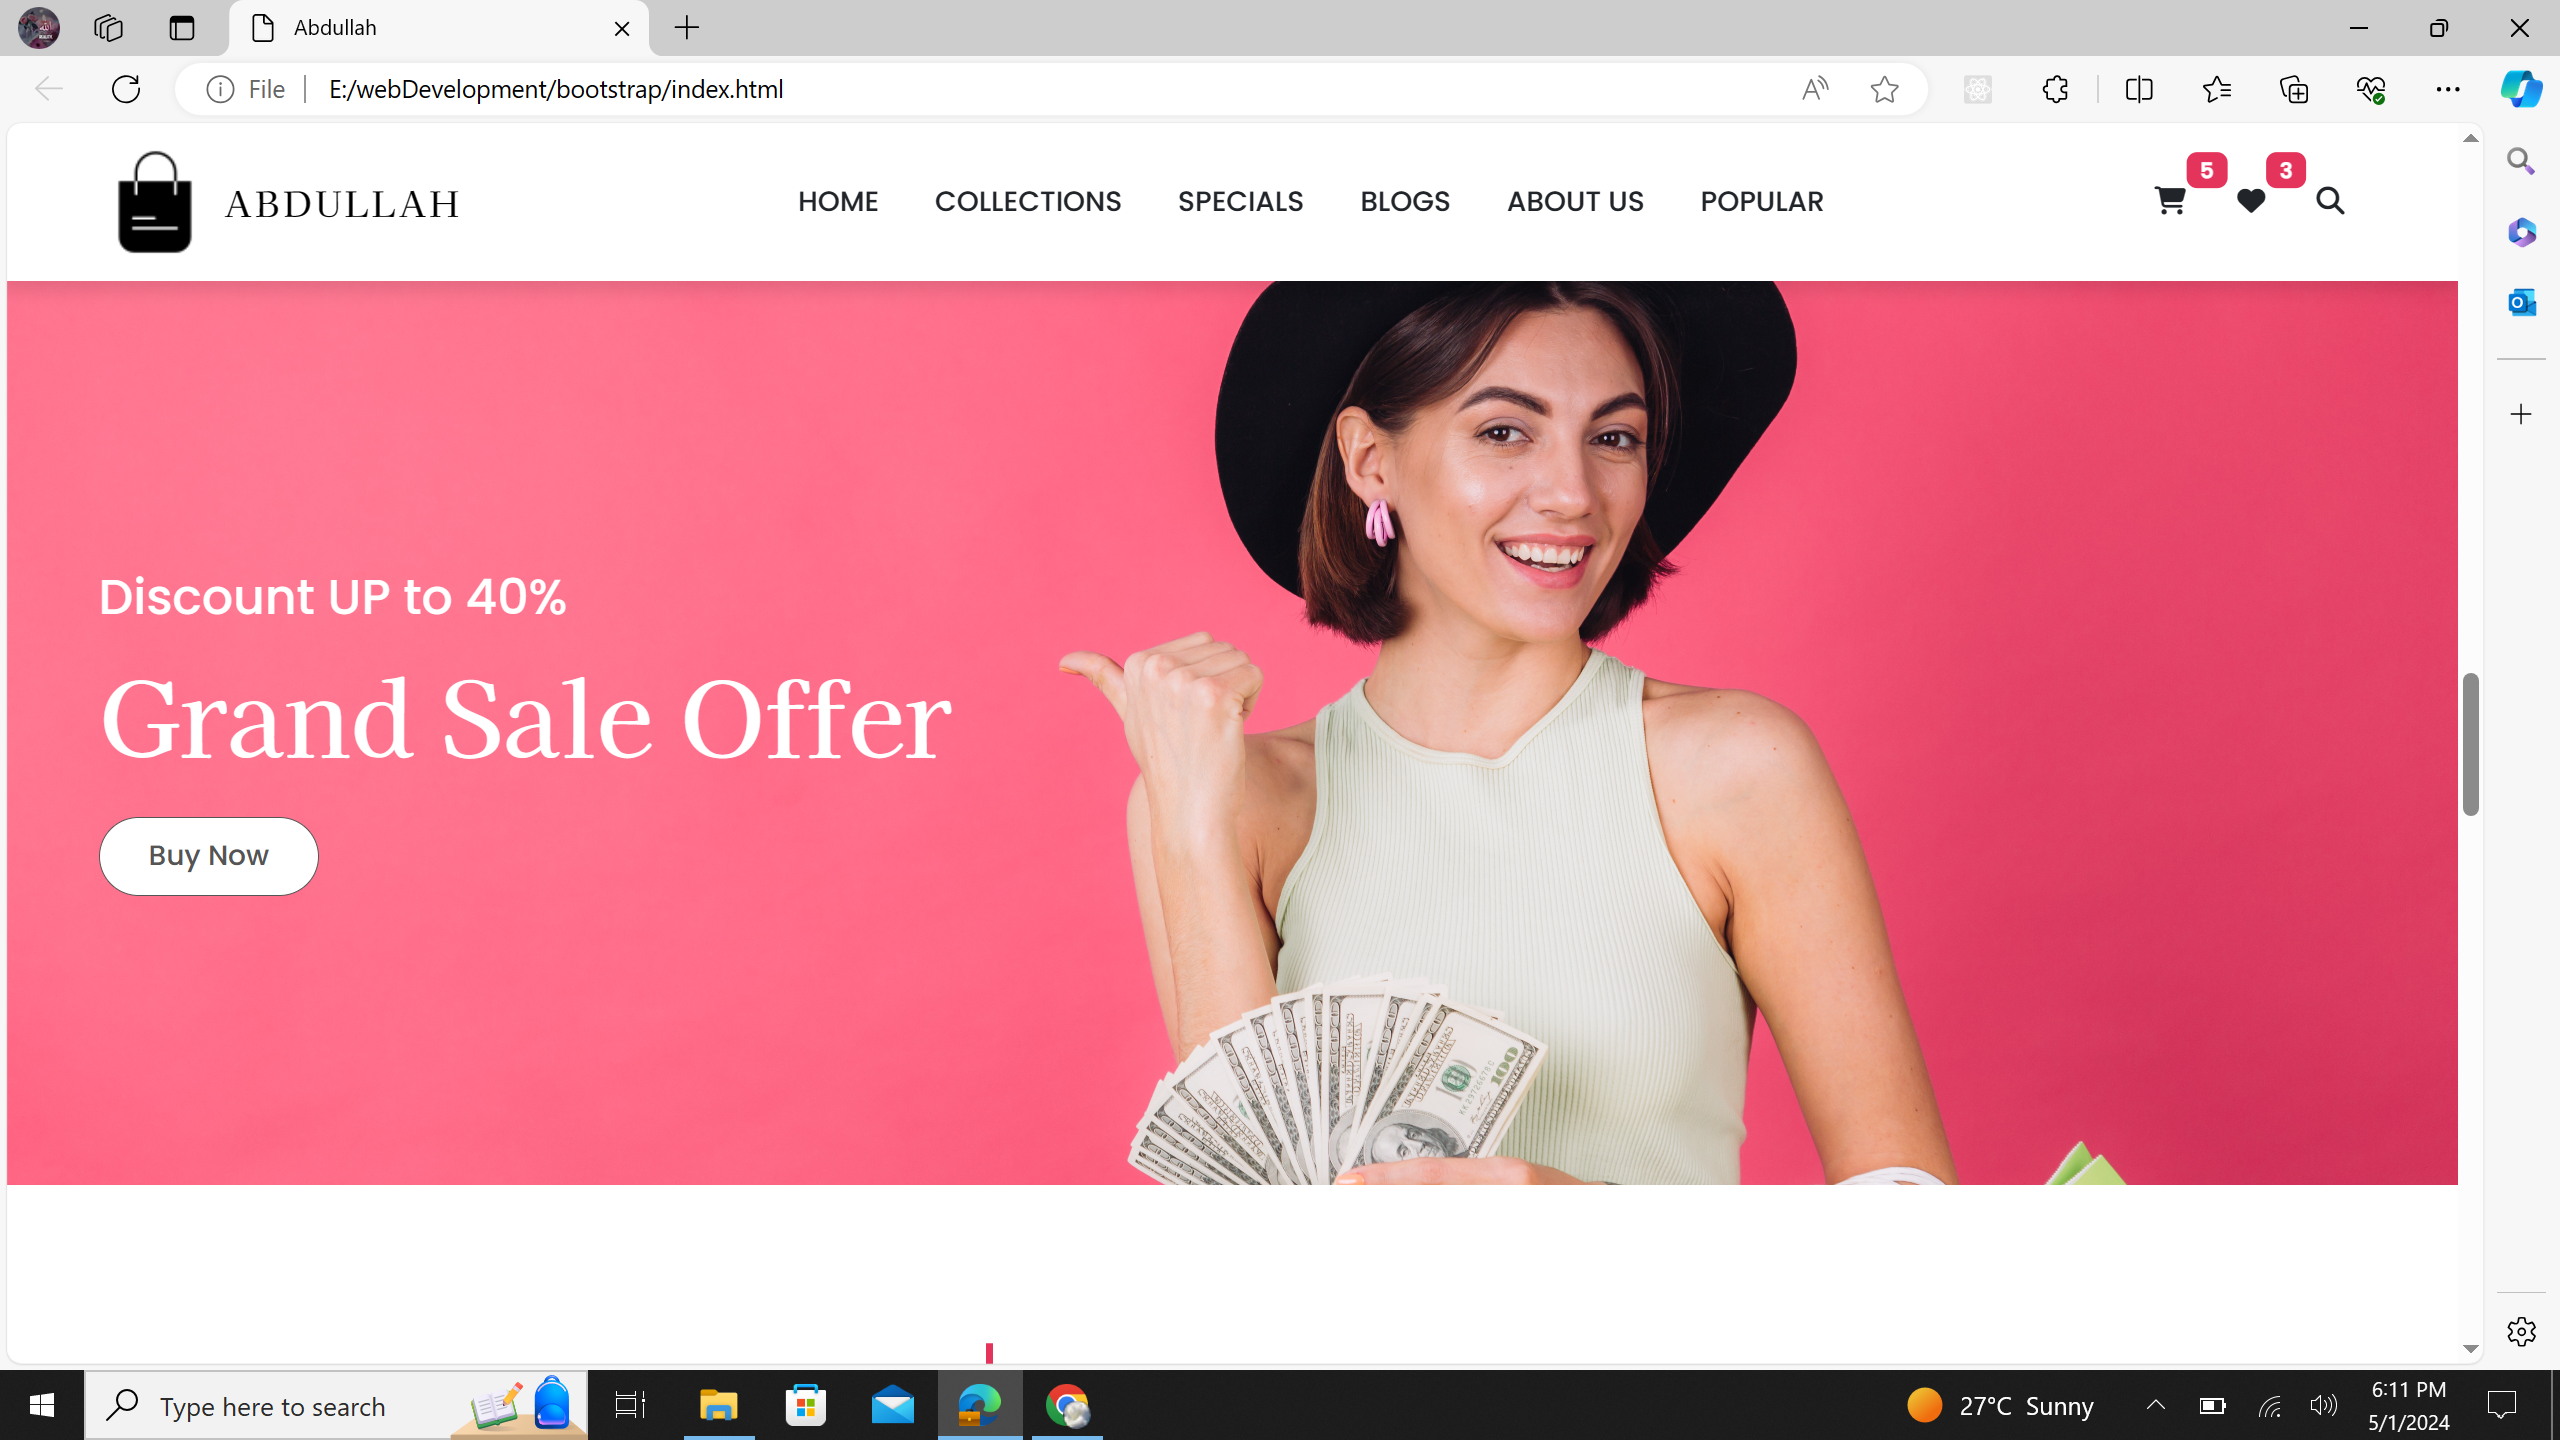 Abdullah
File
E:/webDevelopment/bootstrap/index.html
ABDULLAH
HOME COLLECTIONS SPECIALS BLOGS ABOUT US POPULAR
5 3
Discount UP to 40%
Grand Sale Offer
Buy Now
100
Type here to search
27°C Sunny
6:11 PM
5/1/2024